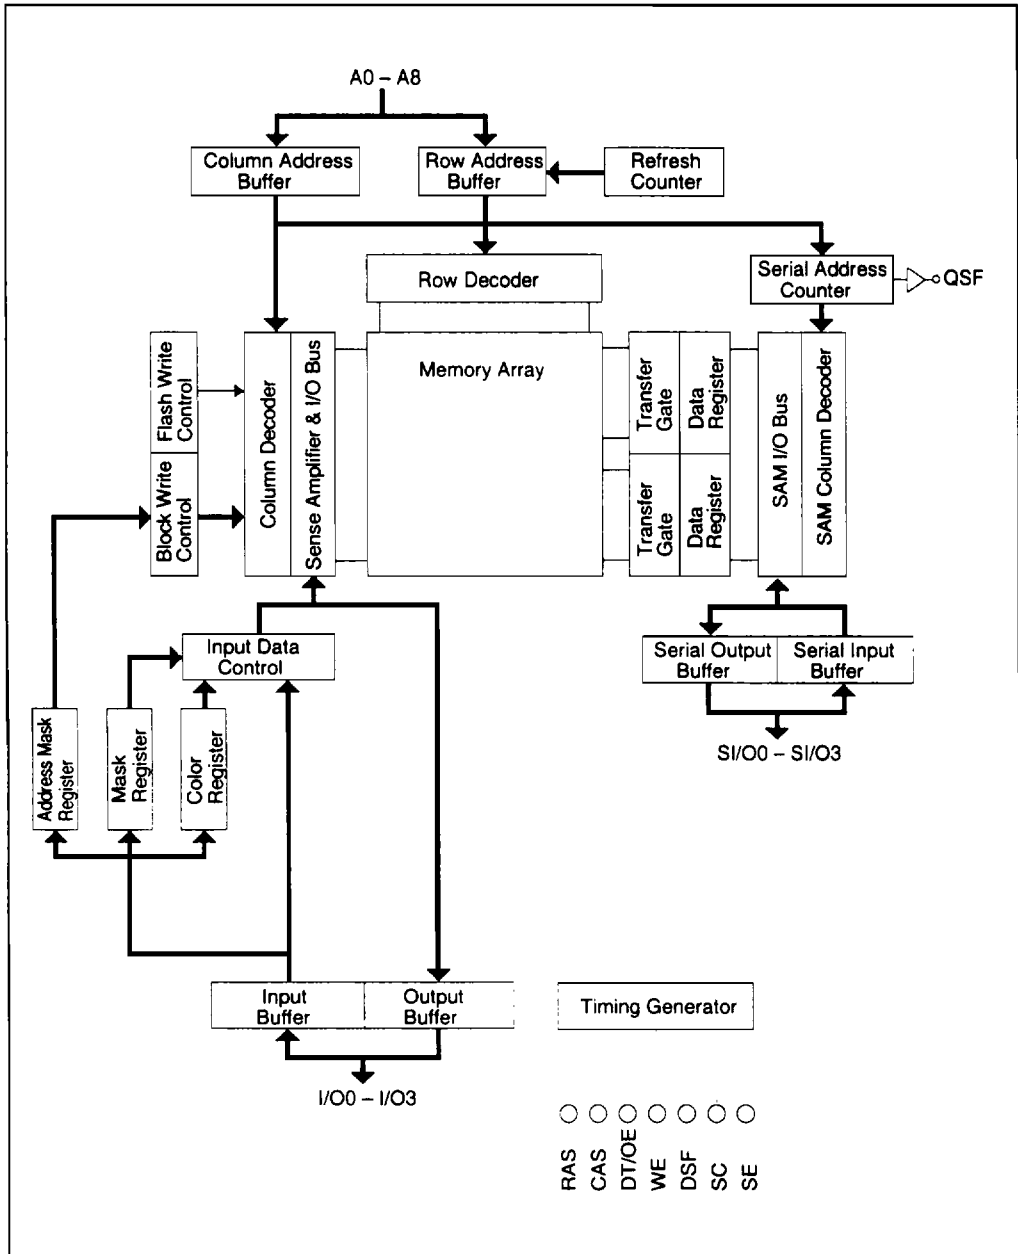 A0 – A8
Column Address
Buffer
Row Address
Buffer
Refresh
Counter
Row Decoder
Serial Address
Counter
QSF
Flash Write
Control
Block Write
Control
Column Decoder
Sense Amplifier & I/O Bus
Memory Array
Transfer
Gate
Data
Register
Transfer
Gate
Data
Register
SAM I/O Bus
SAM Column Decoder
Input Data
Control
Serial Output
Buffer
Serial Input
Buffer
SI/O0 – SI/O3
Address Mask
Register
Mask
Register
Color
Register
Input
Buffer
Output
Buffer
Timing Generator
I/O0 – I/O3
RAS
CAS
DT/OE
WE
DSF
SC
SE